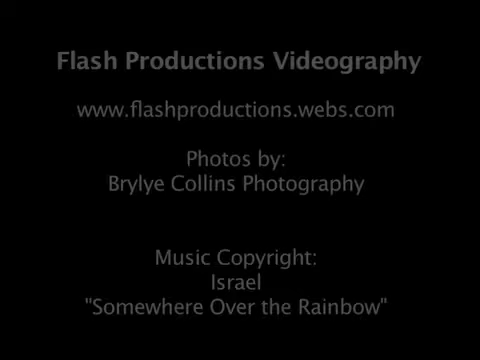 Flash Productions Videography
www.flashproductions.webs.com
Photos by:
Brylye Collins Photography
Music Copyright:
Israel
"Somewhere Over the Rainbow"